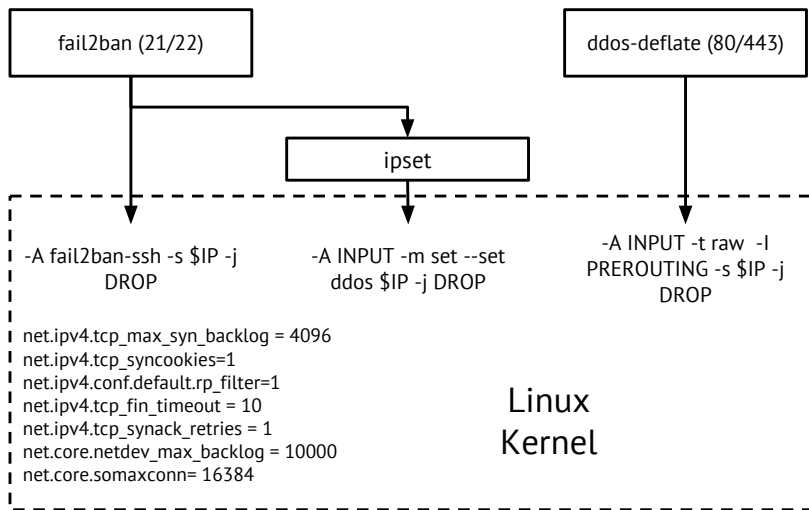 fail2ban (21/22)
ddos-deflate (80/443)
ipset
-A fail2ban-ssh -s $IP -j
DROP
-A INPUT -m set --set
ddos $IP -j DROP
-A INPUT -t raw  -I
PREROUTING -s $IP -j
DROP
net.ipv4.tcp_max_syn_backlog = 4096
net.ipv4.tcp_syncookies=1
net.ipv4.conf.default.rp_filter=1
net.ipv4.tcp_fin_timeout = 10
net.ipv4.tcp_synack_retries = 1
net.core.netdev_max_backlog = 10000
net.core.somaxconn= 16384
Linux
Kernel